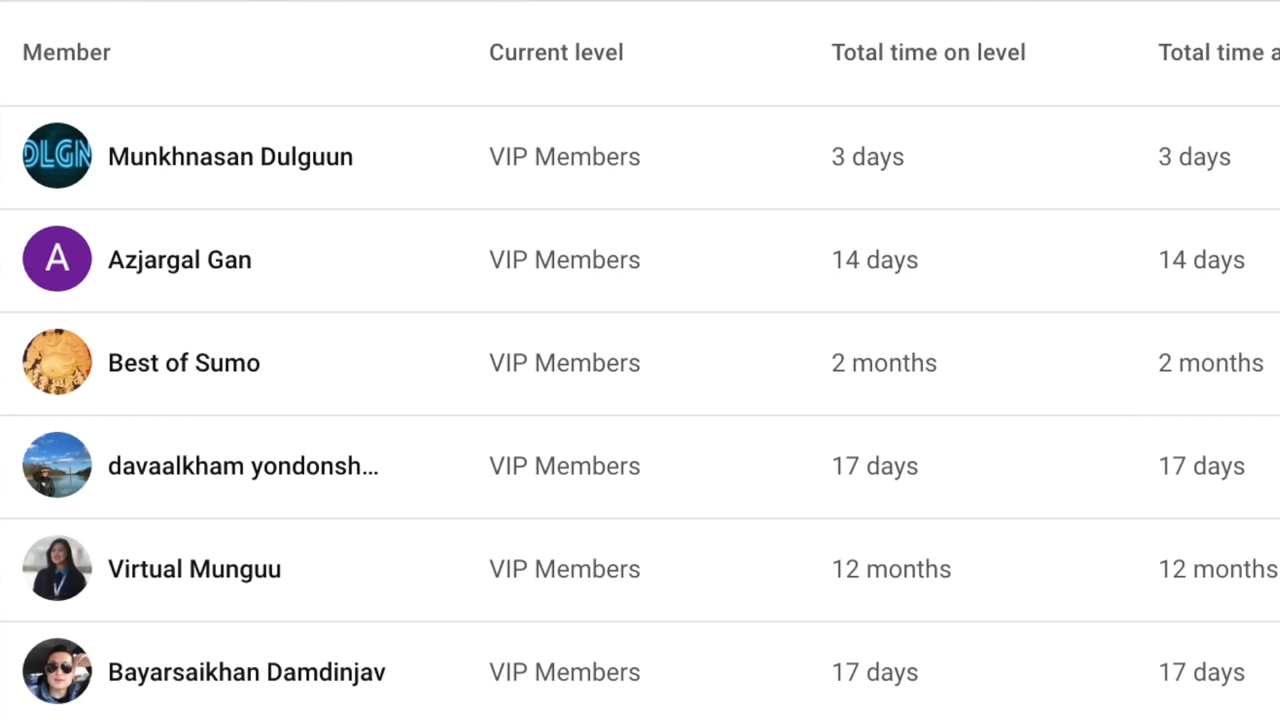 Member Current level Total time on level Total time a
DLGN Munkhnasan Dulguun VIP Members 3 days 3 days
A Azjargal Gan VIP Members 14 days 14 days
Best of Sumo VIP Members 2 months 2 months
davaalkham yondonsh... VIP Members 17 days 17 days
Virtual Munguu VIP Members 12 months 12 months
Bayarsaikhan Damdinjav VIP Members 17 days 17 days